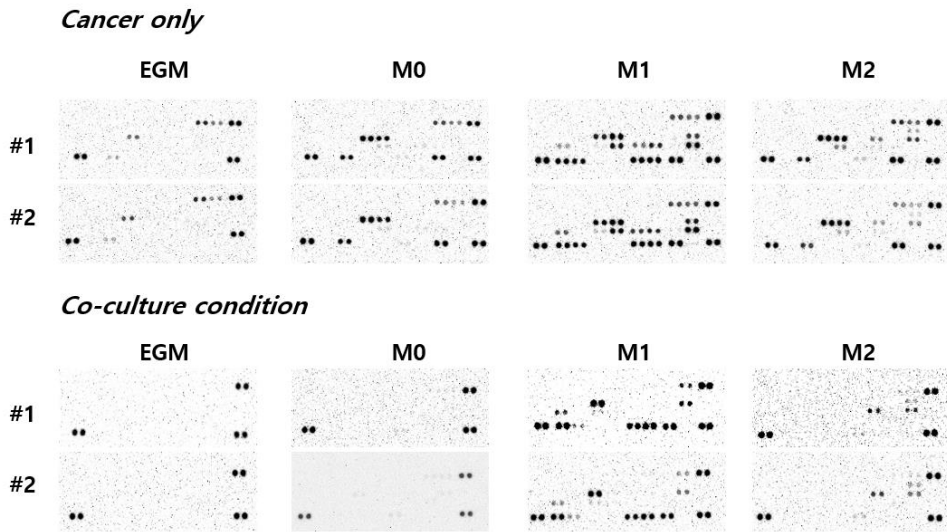 Cancer only
EGM M0 M1 M2
#1
#2
Co-culture condition
EGM M0 M1 M2
#1
#2